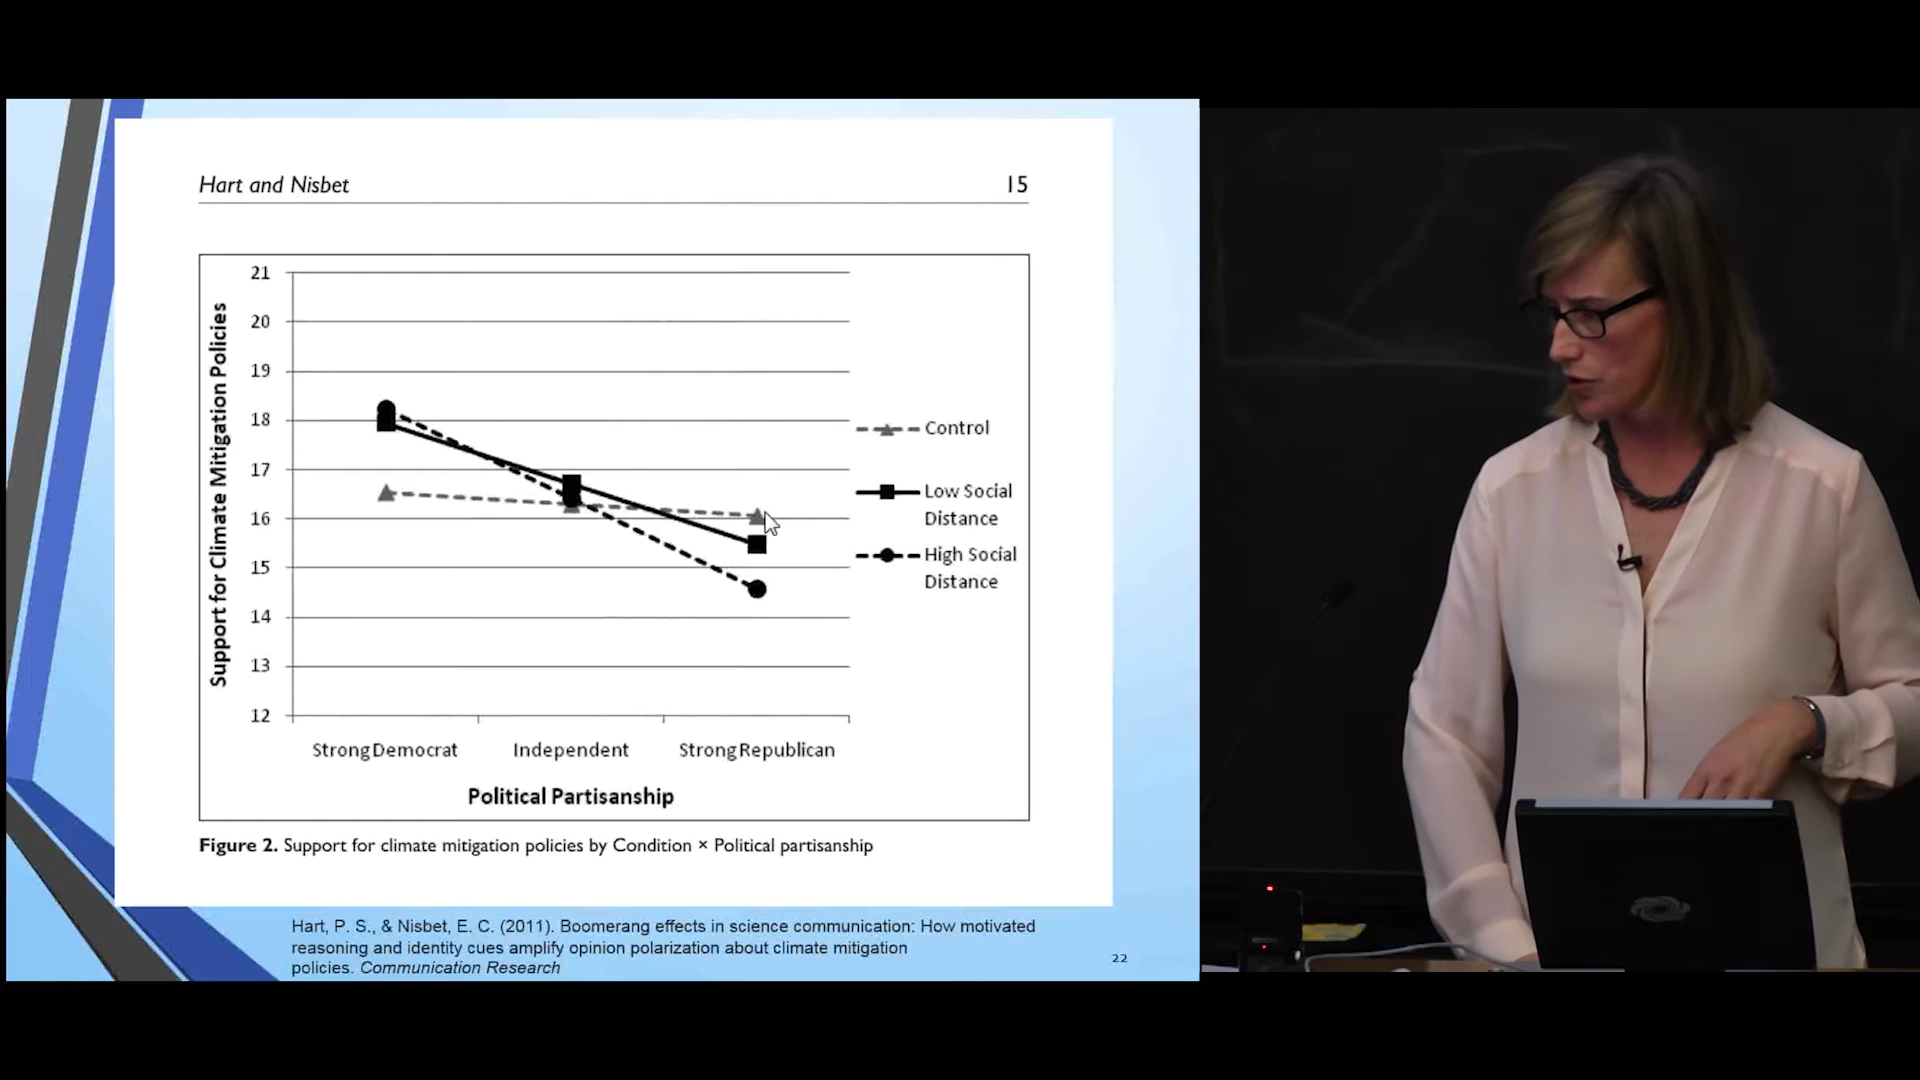 Hart and Nisbet 15
Support for Climate Mitigation Policies
21
20
19
18
17
16
15
14
13
12
Strong Democrat Independent Strong Republican
Political Partisanship
Control
Low Social
Distance
High Social
Distance
Figure 2. Support for climate mitigation policies by Condition × Political partisanship
Hart, P. S., & Nisbet, E. C. (2011). Boomerang effects in science communication: How motivated
reasoning and identity cues amplify opinion polarization about climate mitigation
policies. Communication Research
22